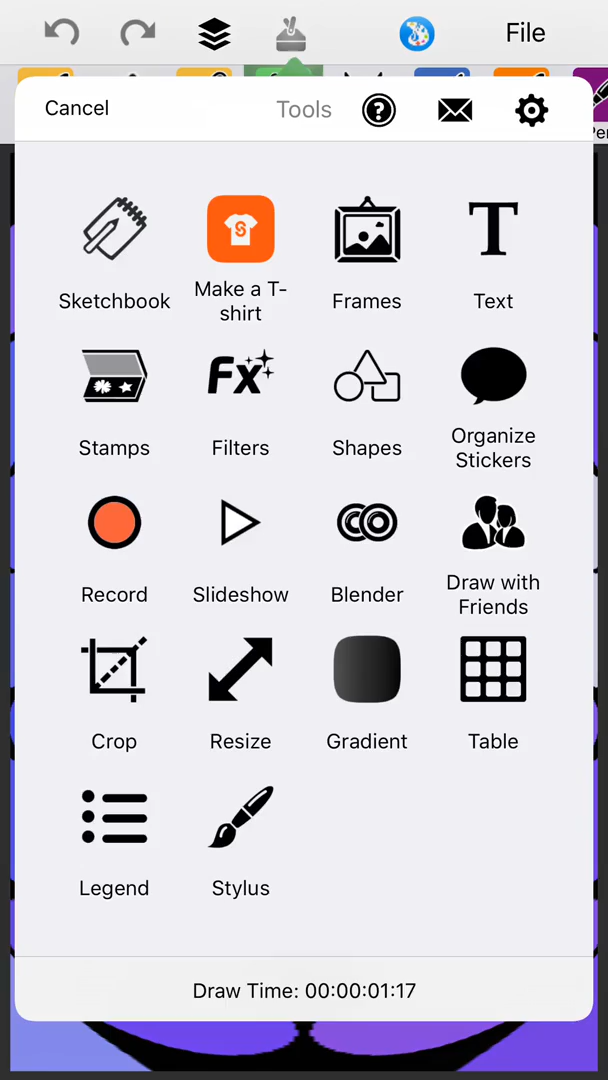 File
Cancel
Tools
Sketchbook
Make a T-
shirt
Frames
Text
Stamps
Fx
Filters
Shapes
Organize
Stickers
Record
Slideshow
Blender
Draw with
Friends
Crop
Resize
Gradient
Table
Legend
Stylus
Draw Time: 00:00:01:17